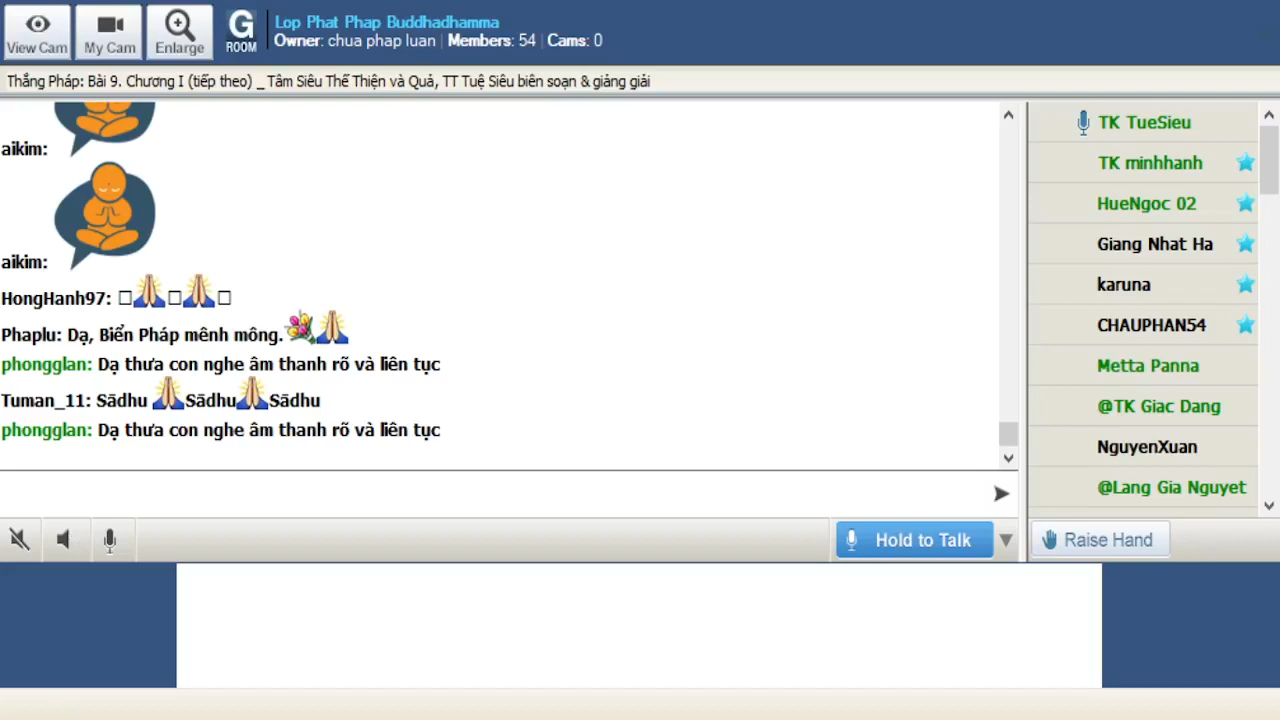 View Cam
My Cam
Enlarge
G
ROOM
Lop Phat Phap Buddhadhamma
Owner: chua phap luan | Members: 54 | Cams: 0
Thắng Pháp: Bài 9. Chương I (tiếp theo) _ Tâm Siêu Thế Thiện và Quả, TT Tuệ Siêu biên soạn & giảng giải
aikim:
aikim:
HongHanh97:
Phaplu: Dạ, Biển Pháp mênh mông.
phongglan: Dạ thưa con nghe âm thanh rõ và liên tục
Tuman_11: Sādhu Sādhu Sādhu
phongglan: Dạ thưa con nghe âm thanh rõ và liên tục
TK TueSieu
TK minhhanh
HueNgoc 02
Giang Nhat Ha
karuna
CHAUPHAN54
Metta Panna
@TK Giac Dang
NguyenXuan
@Lang Gia Nguyet
Hold to Talk
Raise Hand